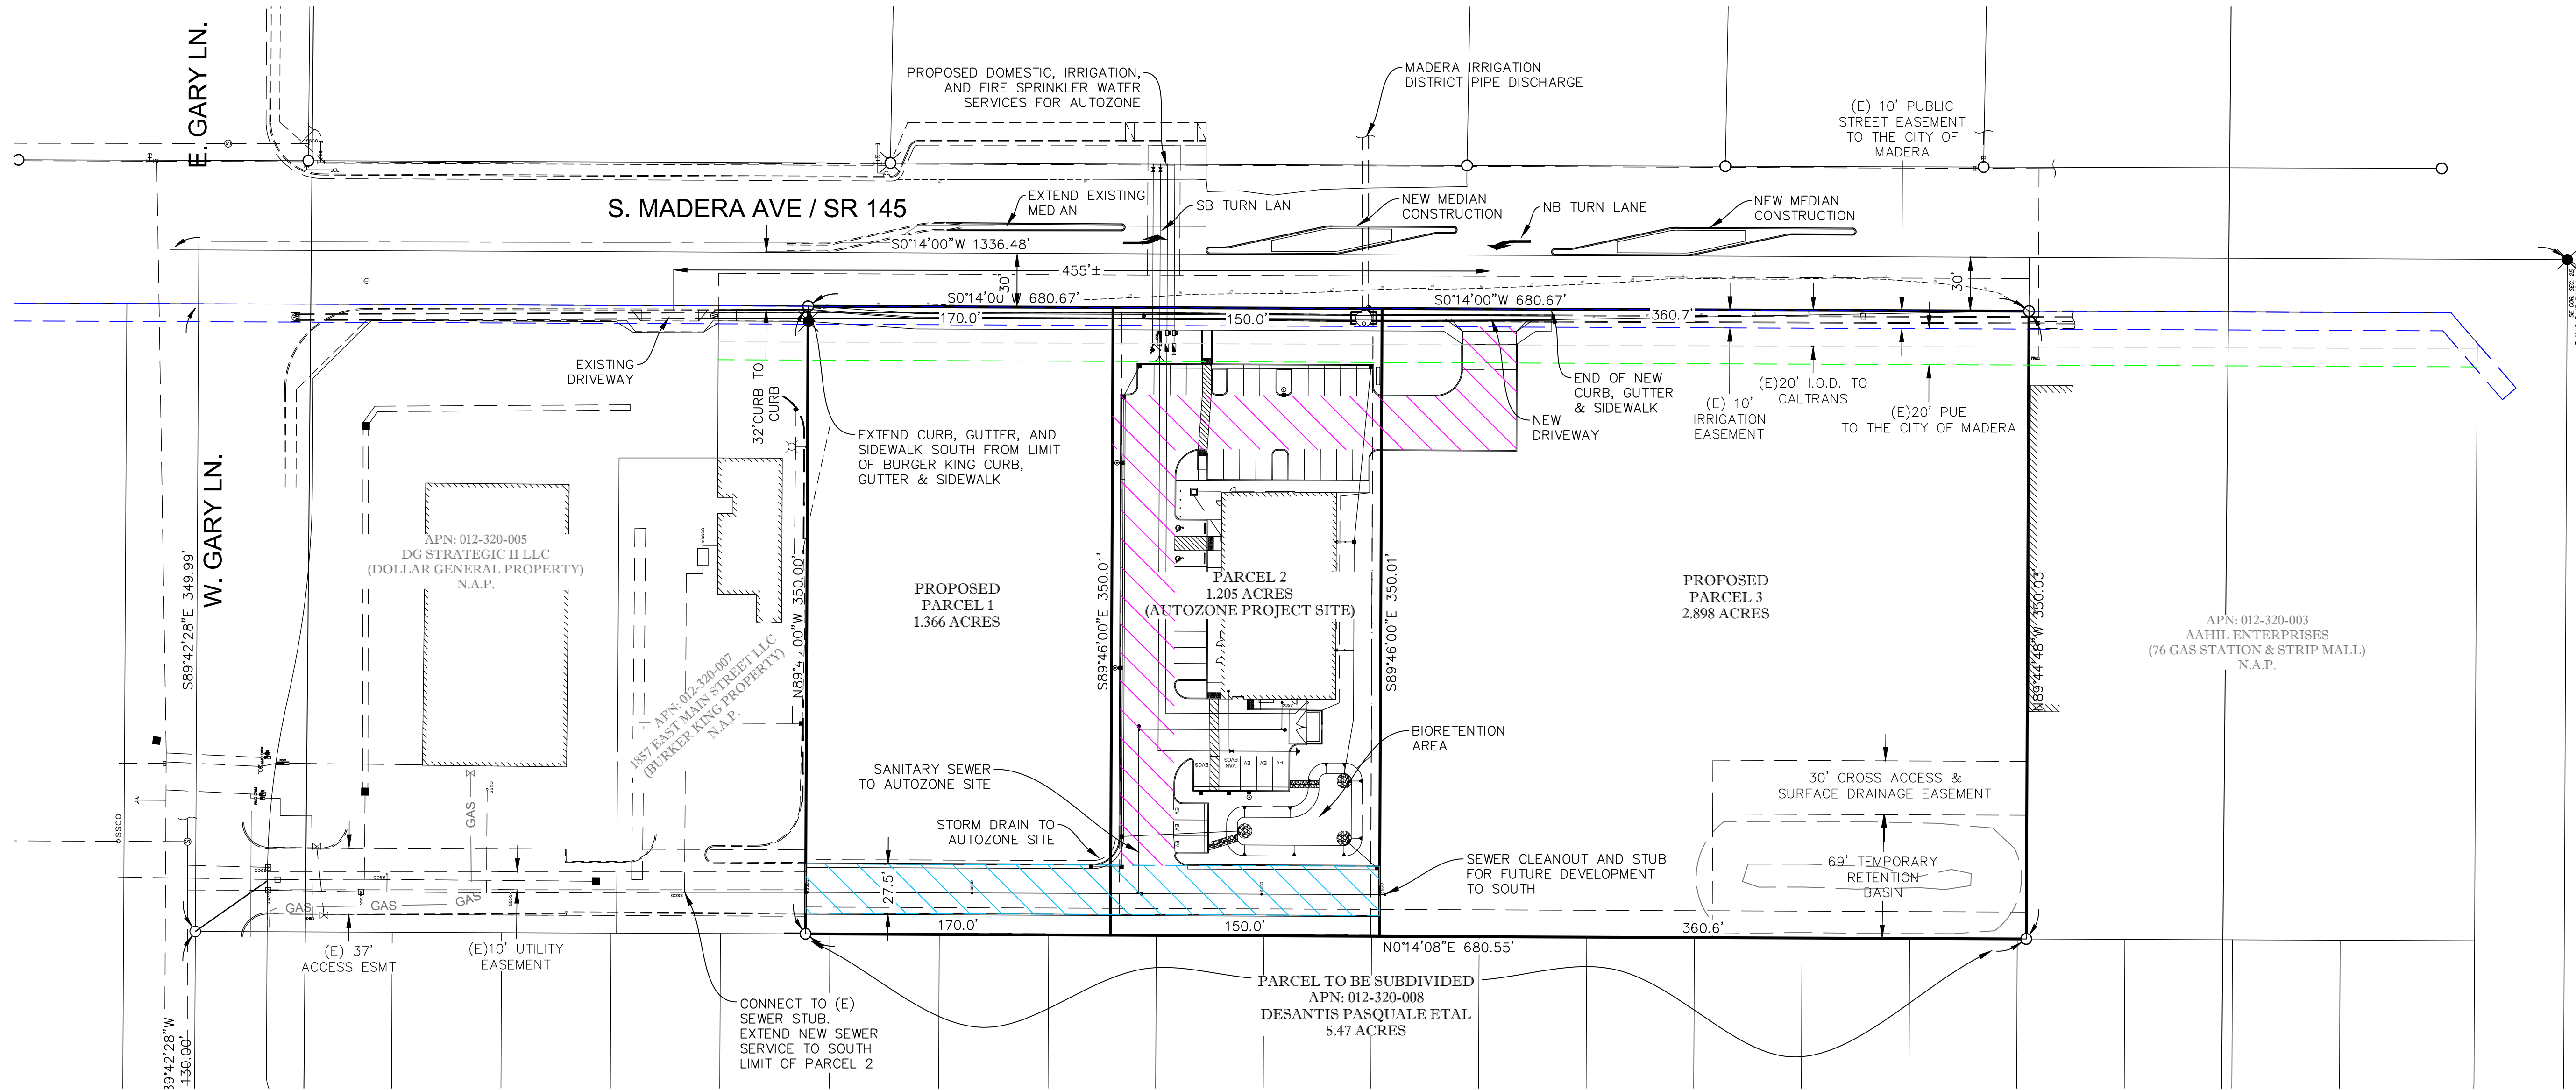 E. GARY LN.
W. GARY LN.
S. MADERA AVE / SR 145
PROPOSED DOMESTIC, IRRIGATION,
AND FIRE SPRINKLER WATER
SERVICES FOR AUTOZONE
MADERA IRRIGATION
DISTRICT PIPE DISCHARGE
(E) 10' PUBLIC
STREET EASEMENT
TO THE CITY OF
MADERA
EXTEND EXISTING
MEDIAN
SB TURN LAN
NEW MEDIAN
CONSTRUCTION
NB TURN LANE
NEW MEDIAN
CONSTRUCTION
S0°14'00"W 1336.48'
30'
455'±
30'
S0°14'00"W 680.67'
S0°14'00"W 680.67'
170.0'
150.0'
360.7'
EXISTING
DRIVEWAY
32'CURB TO
CURB
EXTEND CURB, GUTTER, AND
SIDEWALK SOUTH FROM LIMIT
OF BURGER KING CURB,
GUTTER & SIDEWALK
END OF NEW
CURB, GUTTER
& SIDEWALK
NEW
DRIVEWAY
(E) 10'
IRRIGATION
EASEMENT
(E)20' I.O.D. TO
CALTRANS
(E)20' PUE
TO THE CITY OF MADERA
APN: 012-320-005
DG STRATEGIC II LLC
(DOLLAR GENERAL PROPERTY)
N.A.P.
APN: 012-320-007
1857 EAST MAIN STREET LLC
(BURKER KING PROPERTY)
N.A.P.
S89°42'28"E 349.99'
PROPOSED
PARCEL 1
1.366 ACRES
S89°46'00"E 350.01'
PARCEL 2
1.205 ACRES
(AUTOZONE PROJECT SITE)
S89°46'00"E 350.01'
PROPOSED
PARCEL 3
2.898 ACRES
N89°44'48"W 350.03'
APN: 012-320-003
AAHIL ENTERPRISES
(76 GAS STATION & STRIP MALL)
N.A.P.
BIORETENTION
AREA
SANITARY SEWER
TO AUTOZONE SITE
STORM DRAIN TO
AUTOZONE SITE
EVCS
VAN
EVCS
EV
EV
EV
EV
EV
EV
30' CROSS ACCESS &
SURFACE DRAINAGE EASEMENT
69' TEMPORARY
RETENTION
BASIN
SEWER CLEANOUT AND STUB
FOR FUTURE DEVELOPMENT
TO SOUTH
27.5'
GAS
GAS
GAS
GAS
SSCO
170.0'
150.0'
360.6'
N0°14'08"E 680.55'
(E) 37'
ACCESS ESMT
(E)10' UTILITY
EASEMENT
CONNECT TO (E)
SEWER STUB.
EXTEND NEW SEWER
SERVICE TO SOUTH
LIMIT OF PARCEL 2
PARCEL TO BE SUBDIVIDED
APN: 012-320-008
DESANTIS PASQUALE ETAL
5.47 ACRES
130.00'